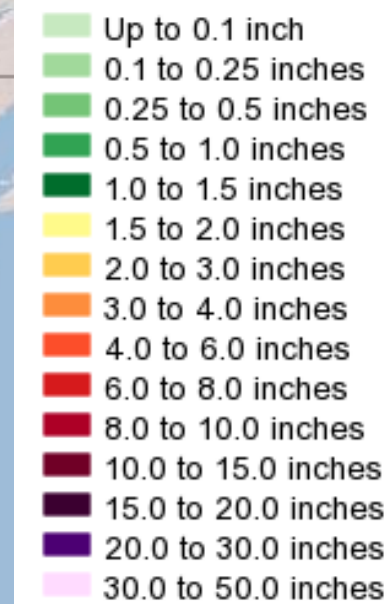 Up to 0.1 inch
0.1 to 0.25 inches
0.25 to 0.5 inches
0.5 to 1.0 inches
1.0 to 1.5 inches
1.5 to 2.0 inches
2.0 to 3.0 inches
3.0 to 4.0 inches
4.0 to 6.0 inches
6.0 to 8.0 inches
8.0 to 10.0 inches
10.0 to 15.0 inches
15.0 to 20.0 inches
20.0 to 30.0 inches
30.0 to 50.0 inches